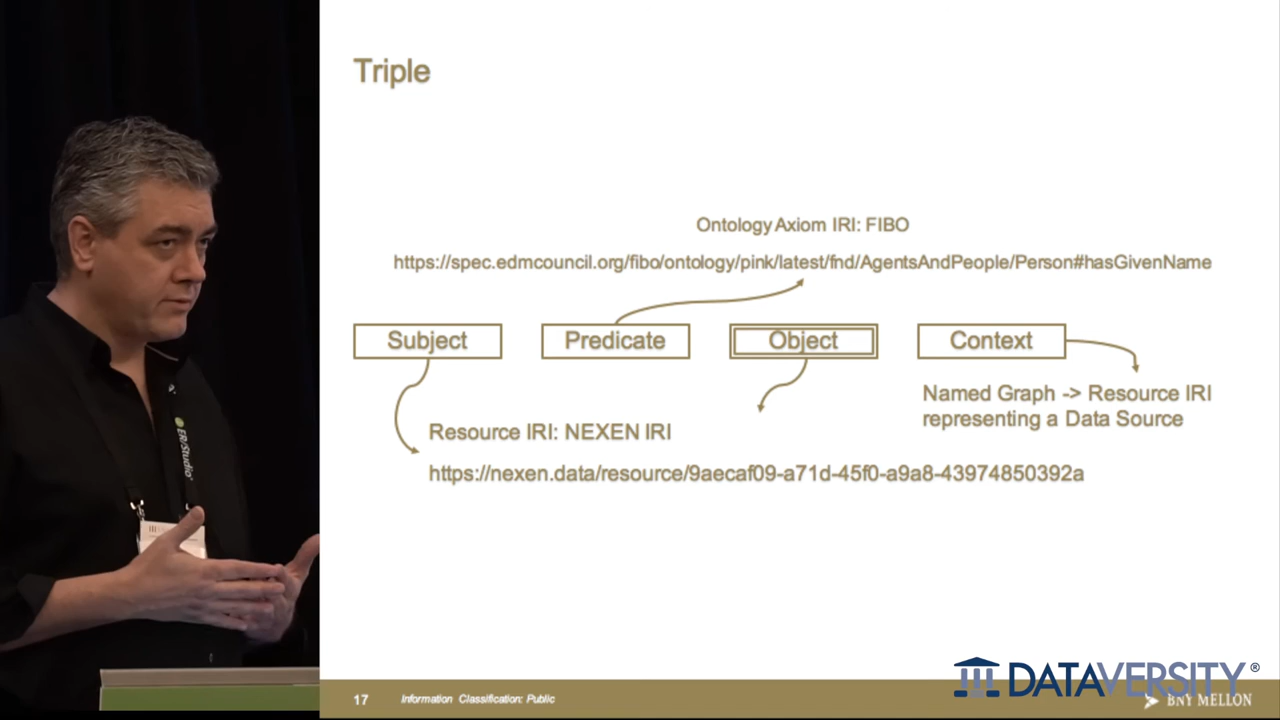 Triple
Ontology Axiom IRI: FIBO
https://spec.edmcouncil.org/fibo/ontology/pink/latest/fnd/AgentsAndPeople/Person#hasGivenName
Subject
Predicate
Object
Context
Named Graph -> Resource IRI
representing a Data Source
Resource IRI: NEXEN IRI
https://nexen.data/resource/9aecaf09-a71d-45f0-a9a8-43974850392a
ER/Studio
17
Information Classification: Public
DATAVERSITY®
BNY MELLON